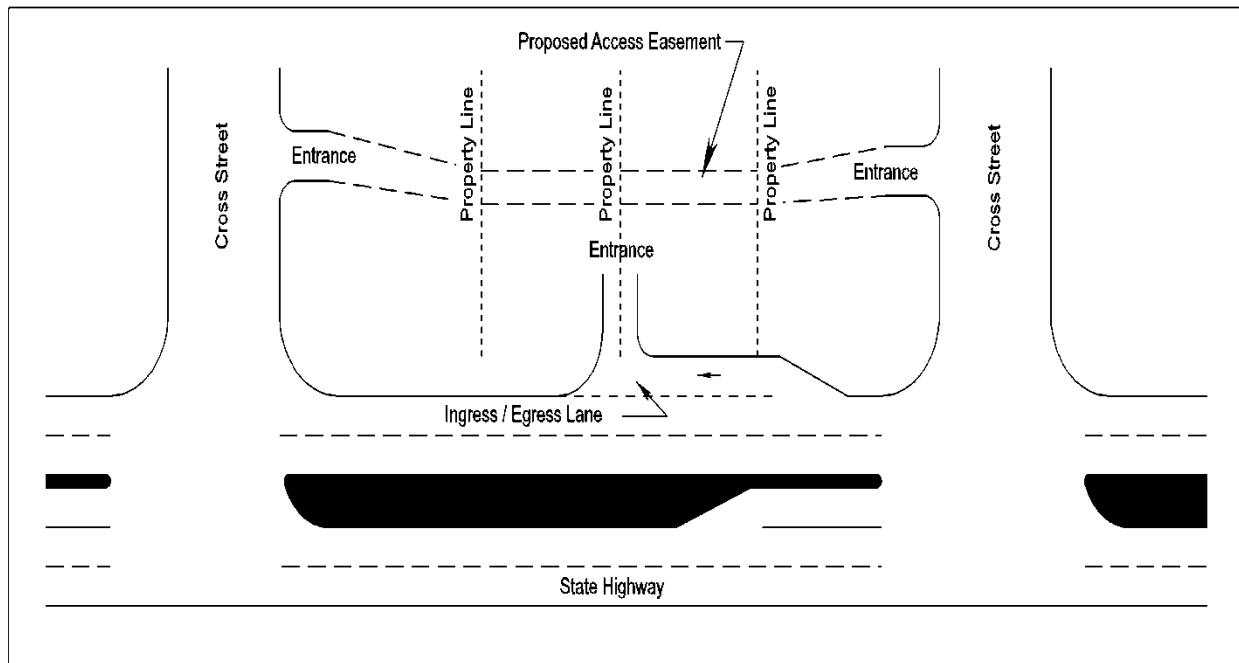 Proposed Access Easement
Property Line
Property Line
Property Line
Cross Street
Entrance
Entrance
Cross Street
Entrance
Ingress / Egress Lane
State Highway